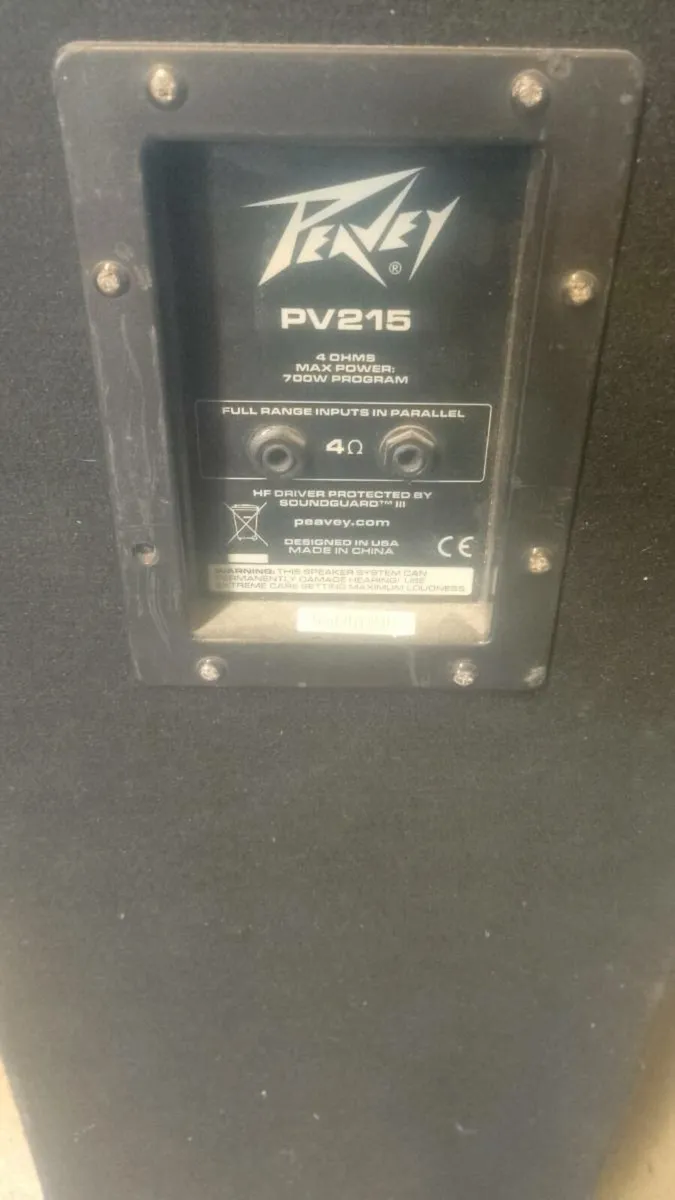 PEAVEY®
PV215
4 OHMS
MAX POWER:
700W PROGRAM
FULL RANGE INPUTS IN PARALLEL
4Ω
HF DRIVER PROTECTED BY
SOUNDGUARD™ III
peavey.com
DESIGNED IN USA
MADE IN CHINA
CE
WARNING: THIS SPEAKER SYSTEM CAN
PERMANENTLY DAMAGE HEARING! USE
EXTREME CARE SETTING MAXIMUM LOUDNESS